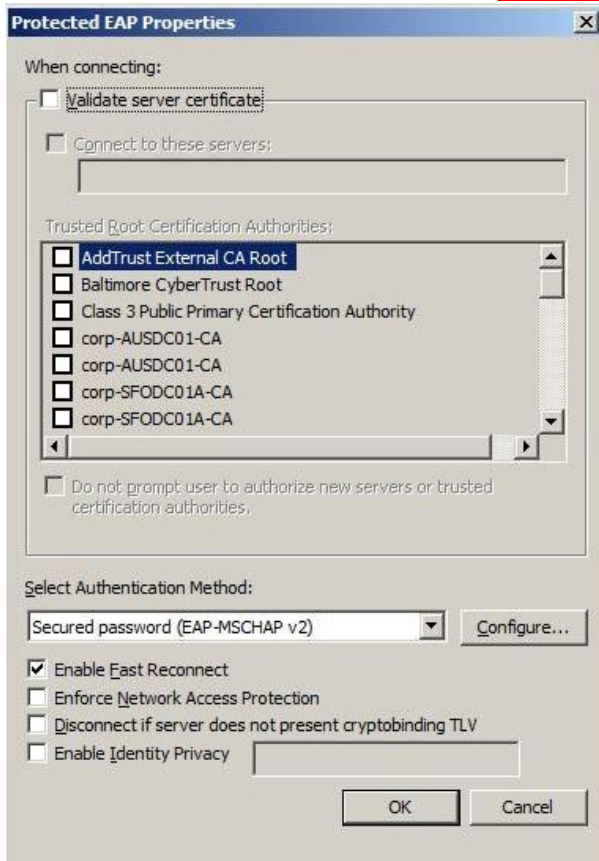 Protected EAP Properties
When connecting:
Validate server certificate
Connect to these servers:
Trusted Root Certification Authorities:
AddTrust External CA Root
Baltimore CyberTrust Root
Class 3 Public Primary Certification Authority
corp-AUSDC01-CA
corp-AUSDC01-CA
corp-SFODC01A-CA
corp-SFODC01A-CA
Do not prompt user to authorize new servers or trusted
certification authorities.
Select Authentication Method:
Secured password (EAP-MSCHAP v2)
Configure...
Enable Fast Reconnect
Enforce Network Access Protection
Disconnect if server does not present cryptobinding TLV
Enable Identity Privacy
OK
Cancel